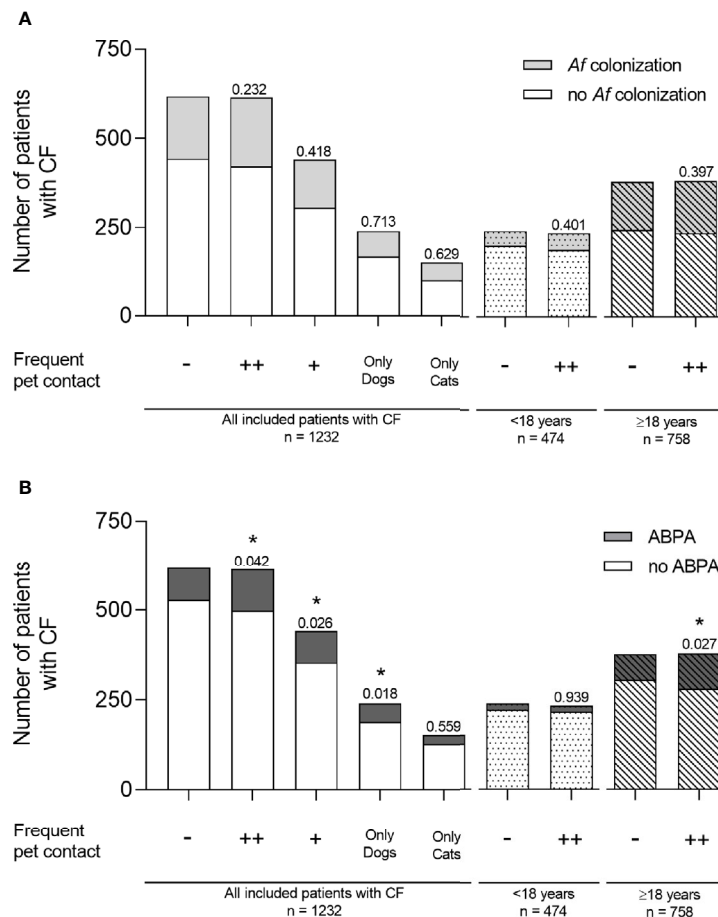 A
750
500
250
0
Number of patients
with CF
Af colonization
no Af colonization
0.232
0.418
0.713
0.629
0.401
0.397
Frequent
pet contact
-
++
+
Only
Dogs
Only
Cats
-
++
-
++
All included patients with CF
n = 1232
<18 years
n = 474
≥18 years
n = 758
B
750
500
250
0
Number of patients
with CF
ABPA
no ABPA
*
0.042
*
0.026
*
0.018
0.559
0.939
*
0.027
Frequent
pet contact
-
++
+
Only
Dogs
Only
Cats
-
++
-
++
All included patients with CF
n = 1232
<18 years
n = 474
≥18 years
n = 758